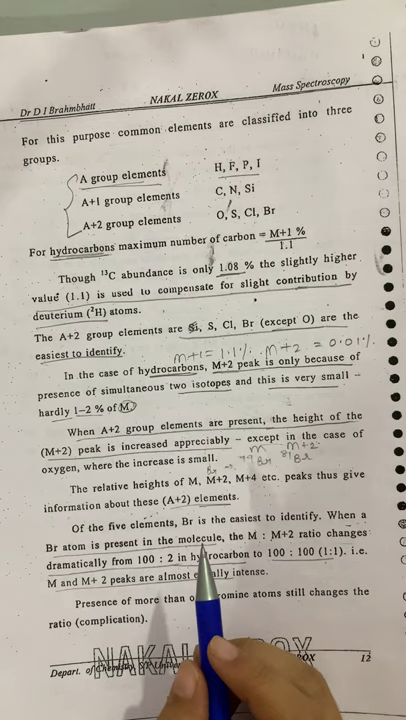 Dr D I Brahmbhatt NAKAL ZEROX Mass Spectroscopy
For this purpose common elements are classified into three
groups.
A group elements H, F, P, I
A+1 group elements C, N, Si
A+2 group elements O, S, Cl, Br
For hydrocarbons maximum number of carbon = M+1 %
1.1
Though ¹³C abundance is only 1.08 % the slightly higher
value (1.1) is used to compensate for slight contribution by
deuterium (²H) atoms.
The A+2 group elements are Si, S, Cl, Br (except O) are the
easiest to identify.
m+1 = 1.1%. m+2 = 0.01%.
In the case of hydrocarbons, M+2 peak is only because of
presence of simultaneous two isotopes and this is very small –
hardly 1–2 % of M.
When A+2 group elements are present, the height of the
(M+2) peak is increased appreciably – except in the case of
oxygen, where the increase is small.
M M+2
Br ⁷⁹Br ⁸¹Br
The relative heights of M, M+2, M+4 etc. peaks thus give
information about these (A+2) elements.
Of the five elements, Br is the easiest to identify. When a
Br atom is present in the molecule, the M : M+2 ratio changes
dramatically from 100 : 2 in hydrocarbon to 100 : 100 (1:1). i.e.
M and M+ 2 peaks are almost equally intense.
Presence of more than bromine atoms still changes the
ratio (complication).
NAKAL ZEROX
Depart. of Chemistry 12